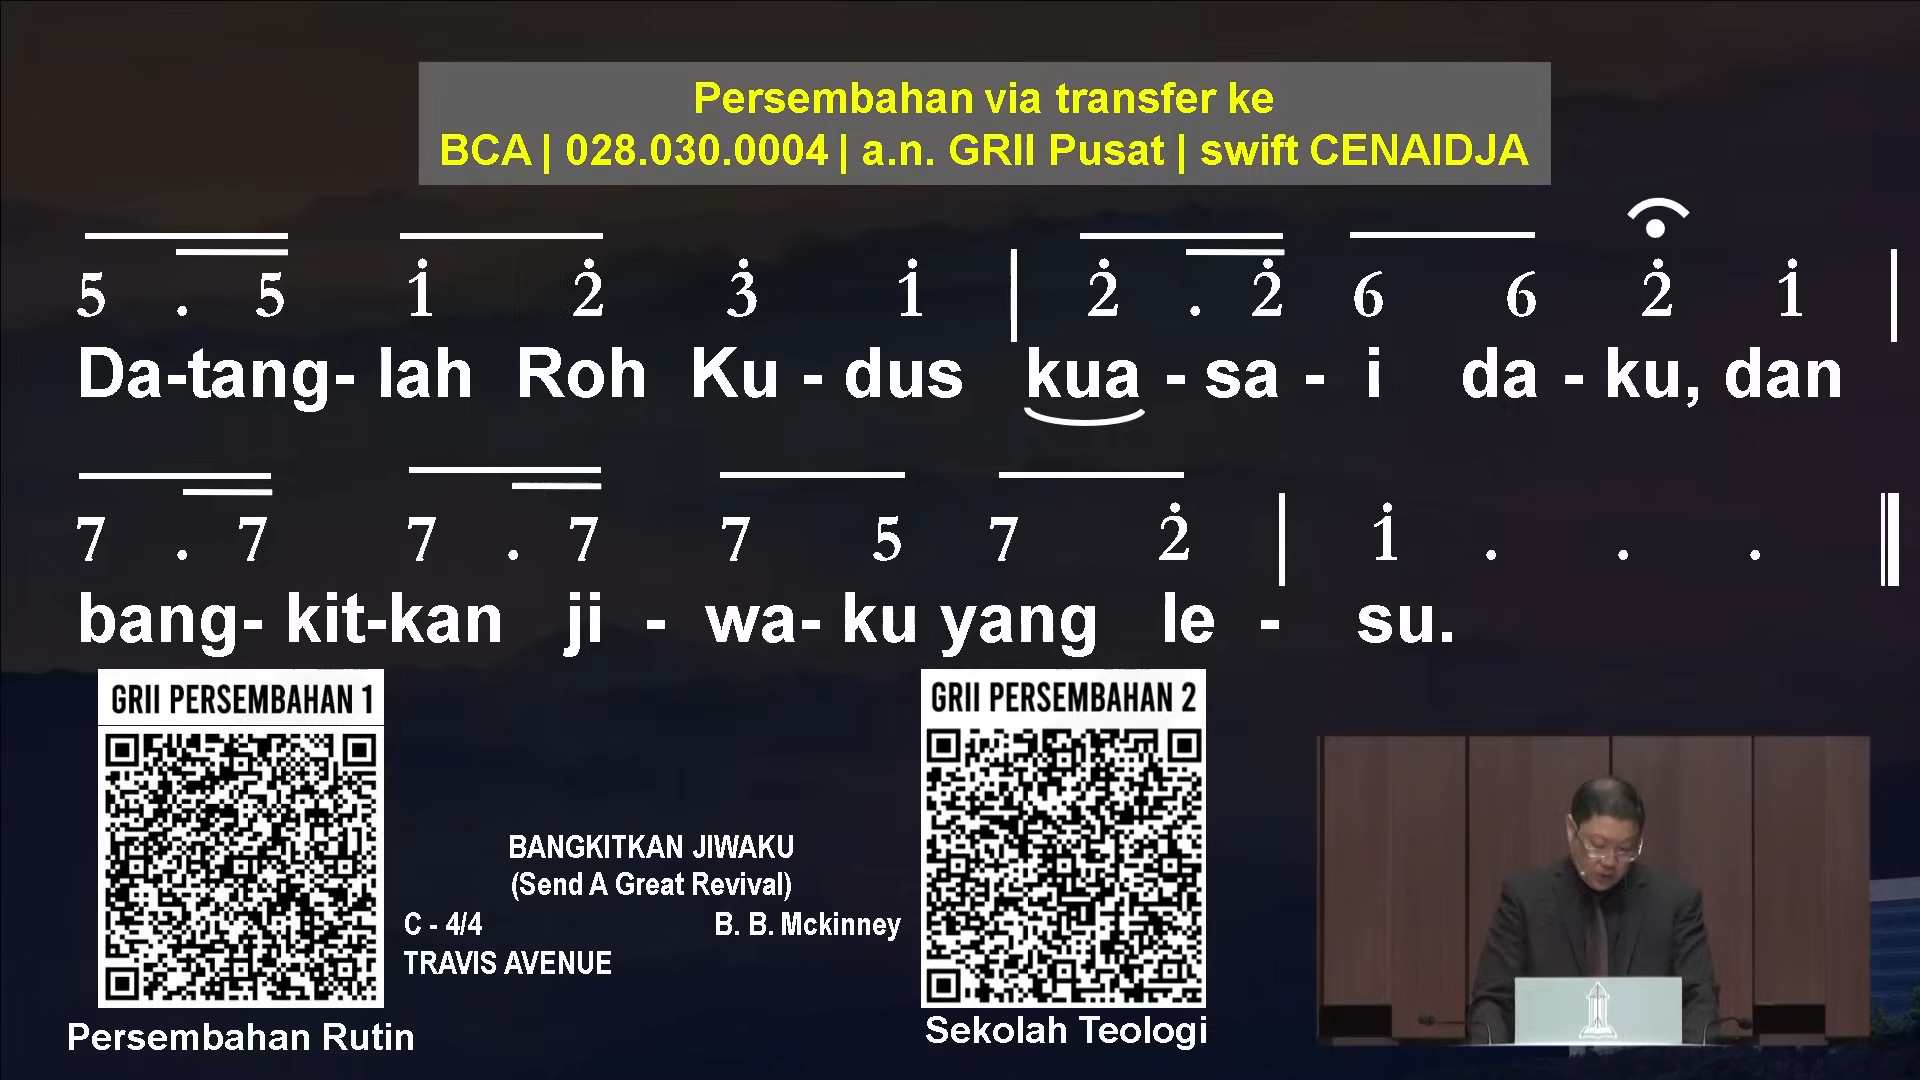 Persembahan via transfer ke
BCA | 028.030.0004 | a.n. GRII Pusat | swift CENAIDJA
5 . 5 1̇ 2̇ 3̇ 1̇ | 2̇ . 2̇ 6 6 2̇ 1̇ |
Da-tang- lah Roh Ku - dus kua - sa - i da - ku, dan
7 . 7 7 . 7 7 5 7 2̇ | 1̇ . . . ||
bang- kit-kan ji - wa- ku yang le - su.
GRII PERSEMBAHAN 1
Persembahan Rutin
BANGKITKAN JIWAKU
(Send A Great Revival)
C - 4/4 B. B. Mckinney
TRAVIS AVENUE
GRII PERSEMBAHAN 2
Sekolah Teologi